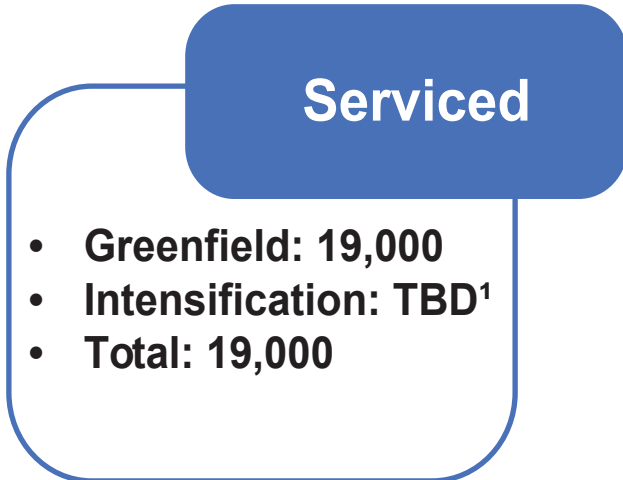 Serviced
• Greenfield: 19,000
• Intensification: TBD¹
• Total: 19,000